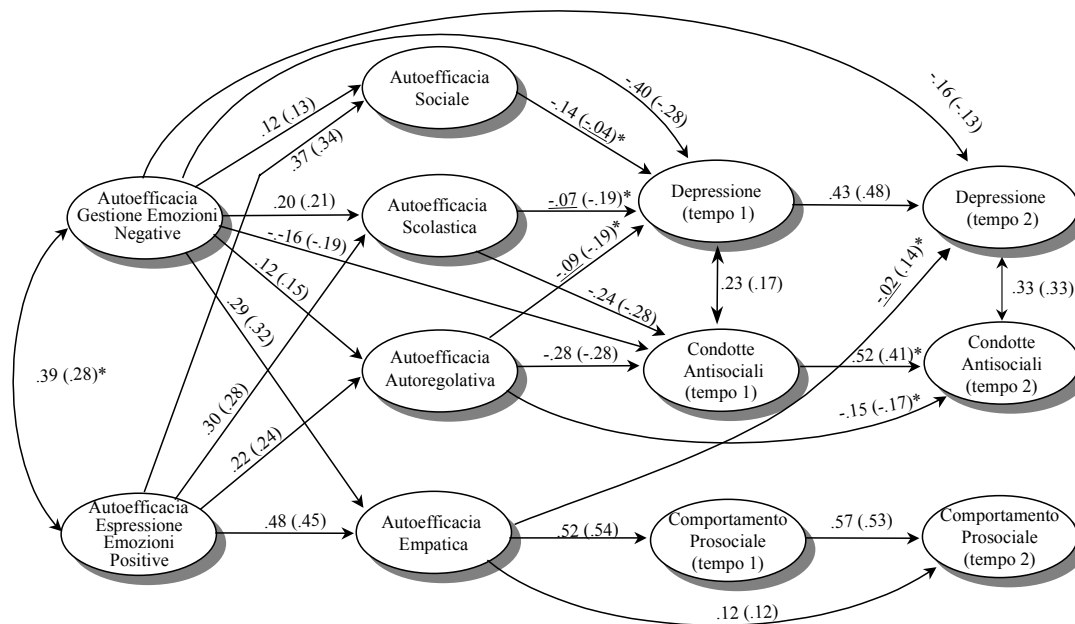 Autoefficacia
Sociale
-.40 (-.28)
-.16 (-.13)
.12 (.13)
.37 (.34)
-.14 (-.04)*
Autoefficacia
Gestione Emozioni
Negative
.20 (.21)
Autoefficacia
Scolastica
-.07 (-.19)*
Depressione
(tempo 1)
.43 (.48)
Depressione
(tempo 2)
-.-16 (-.19)
-.09 (-.19)*
.12 (.15)
-.24 (-.28)
.23 (.17)
-.02 (.14)*
.33 (.33)
.29 (.32)
.39 (.28)*
Autoefficacia
Autoregolativa
-.28 (-.28)
Condotte
Antisociali
(tempo 1)
.52 (.41)*
Condotte
Antisociali
(tempo 2)
.30 (.28)
.22 (.24)
-.15 (-.17)*
Autoefficacia
Espressione
Emozioni
Positive
.48 (.45)
Autoefficacia
Empatica
.52 (.54)
Comportamento
Prosociale
(tempo 1)
.57 (.53)
Comportamento
Prosociale
(tempo 2)
.12 (.12)